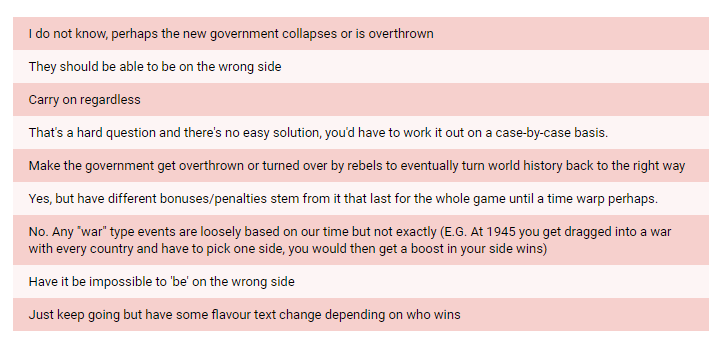 I do not know, perhaps the new government collapses or is overthrown
They should be able to be on the wrong side
Carry on regardless
That's a hard question and there's no easy solution, you'd have to work it out on a case-by-case basis.
Make the government get overthrown or turned over by rebels to eventually turn world history back to the right way
Yes, but have different bonuses/penalties stem from it that last for the whole game until a time warp perhaps.
No. Any "war" type events are loosely based on our time but not exactly (E.G. At 1945 you get dragged into a war
with every country and have to pick one side, you would then get a boost in your side wins)
Have it be impossible to 'be' on the wrong side
Just keep going but have some flavour text change depending on who wins